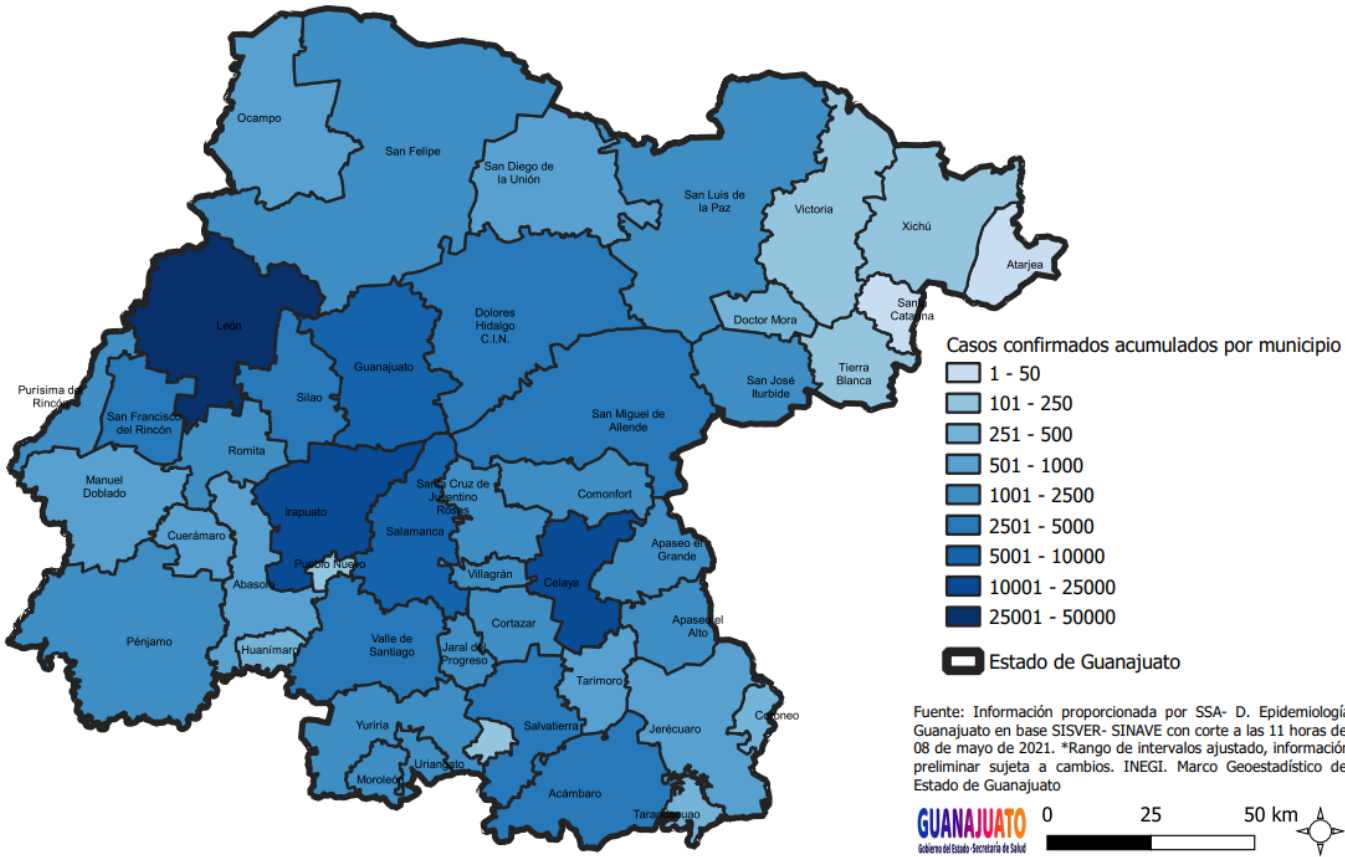 Ocampo
San Felipe
San Diego de
la Unión
San Luis de
la Paz
Victoria
Xichú
Atarjea
Santa
Catarina
Doctor Mora
Tierra
Blanca
San José
Iturbide
León
Dolores
Hidalgo
C.I.N.
Guanajuato
Silao
Purísima del
Rincón
San Francisco
del Rincón
San Miguel de
Allende
Romita
Manuel
Doblado
Irapuato
Santa Cruz de
Juventino
Roses
Comonfort
Salamanca
Cuerámaro
Apaseo el
Grande
Pueblo Nuevo
Villagrán
Celaya
Abasolo
Pénjamo
Huanímaro
Valle de
Santiago
Jaral del
Progreso
Cortazar
Apaseo el
Alto
Tarimoro
Yuriria
Salvatierra
Jerécuaro
Coroneo
Uriangato
Moroleón
Acámbaro
Tarandacuao
Casos confirmados acumulados por municipio
1 - 50
101 - 250
251 - 500
501 - 1000
1001 - 2500
2501 - 5000
5001 - 10000
10001 - 25000
25001 - 50000
Estado de Guanajuato
Fuente: Información proporcionada por SSA- D. Epidemiología
Guanajuato en base SISVER- SINAVE con corte a las 11 horas de
08 de mayo de 2021. *Rango de intervalos ajustado, información
preliminar sujeta a cambios. INEGI. Marco Geoestadístico de
Estado de Guanajuato
GUANAJUATO
Gobierno del Estado · Secretaría de Salud
0 25 50 km